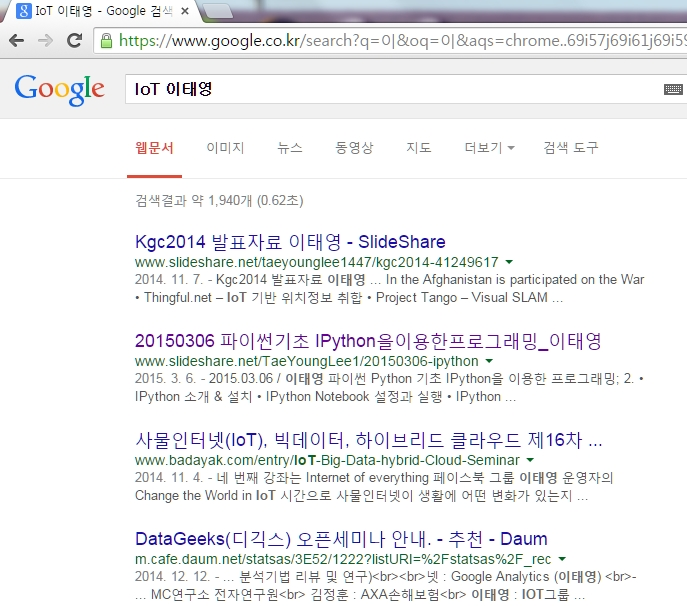 IoT 이태영 - Google 검색
https://www.google.co.kr/search?q=이&oq=이&aqs=chrome..69i57j69i61j69i59
Google
IoT 이태영
웹문서 이미지 뉴스 동영상 지도 더보기 검색 도구
검색결과 약 1,940개 (0.62초)
Kgc2014 발표자료 이태영 - SlideShare
www.slideshare.net/taeyounglee1447/kgc2014-41249617
2014. 11. 7. - Kgc2014 발표자료 이태영 ... In the Afghanistan is participated on the War
• Thingful.net – IoT 기반 위치정보 취합 • Project Tango – Visual SLAM ...
20150306 파이썬기초 IPython을이용한프로그래밍_이태영
www.slideshare.net/TaeYoungLee1/20150306-ipython
2015. 3. 6. - 2015.03.06 / 이태영 파이썬 Python 기초 IPython을 이용한 프로그래밍; 2. •
IPython 소개 & 설치 • IPython Notebook 설정과 실행 • IPython ...
사물인터넷(IoT), 빅데이터, 하이브리드 클라우드 제16차 ...
www.badayak.com/entry/IoT-Big-Data-hybrid-Cloud-Seminar
2014. 11. 4. - 네 번째 강좌는 Internet of everything 페이스북 그룹 이태영 운영자의
Change the World in IoT 시간으로 사물인터넷이 생활에 어떤 변화가 있는지 ...
DataGeeks(디긱스) 오픈세미나 안내. - 추천 - Daum
m.cafe.daum.net/statsas/3E52/1222?listURI=%2Fstatsas%2F_rec
2014. 12. 12. - ... 분석기법 리뷰 및 연구)<br><br>넷 : Google Analytics (이태영) <br>-
... MC연구소 전자연구원<br> 김정훈 : AXA손해보험<br> 이태영 : IOT그룹 ...